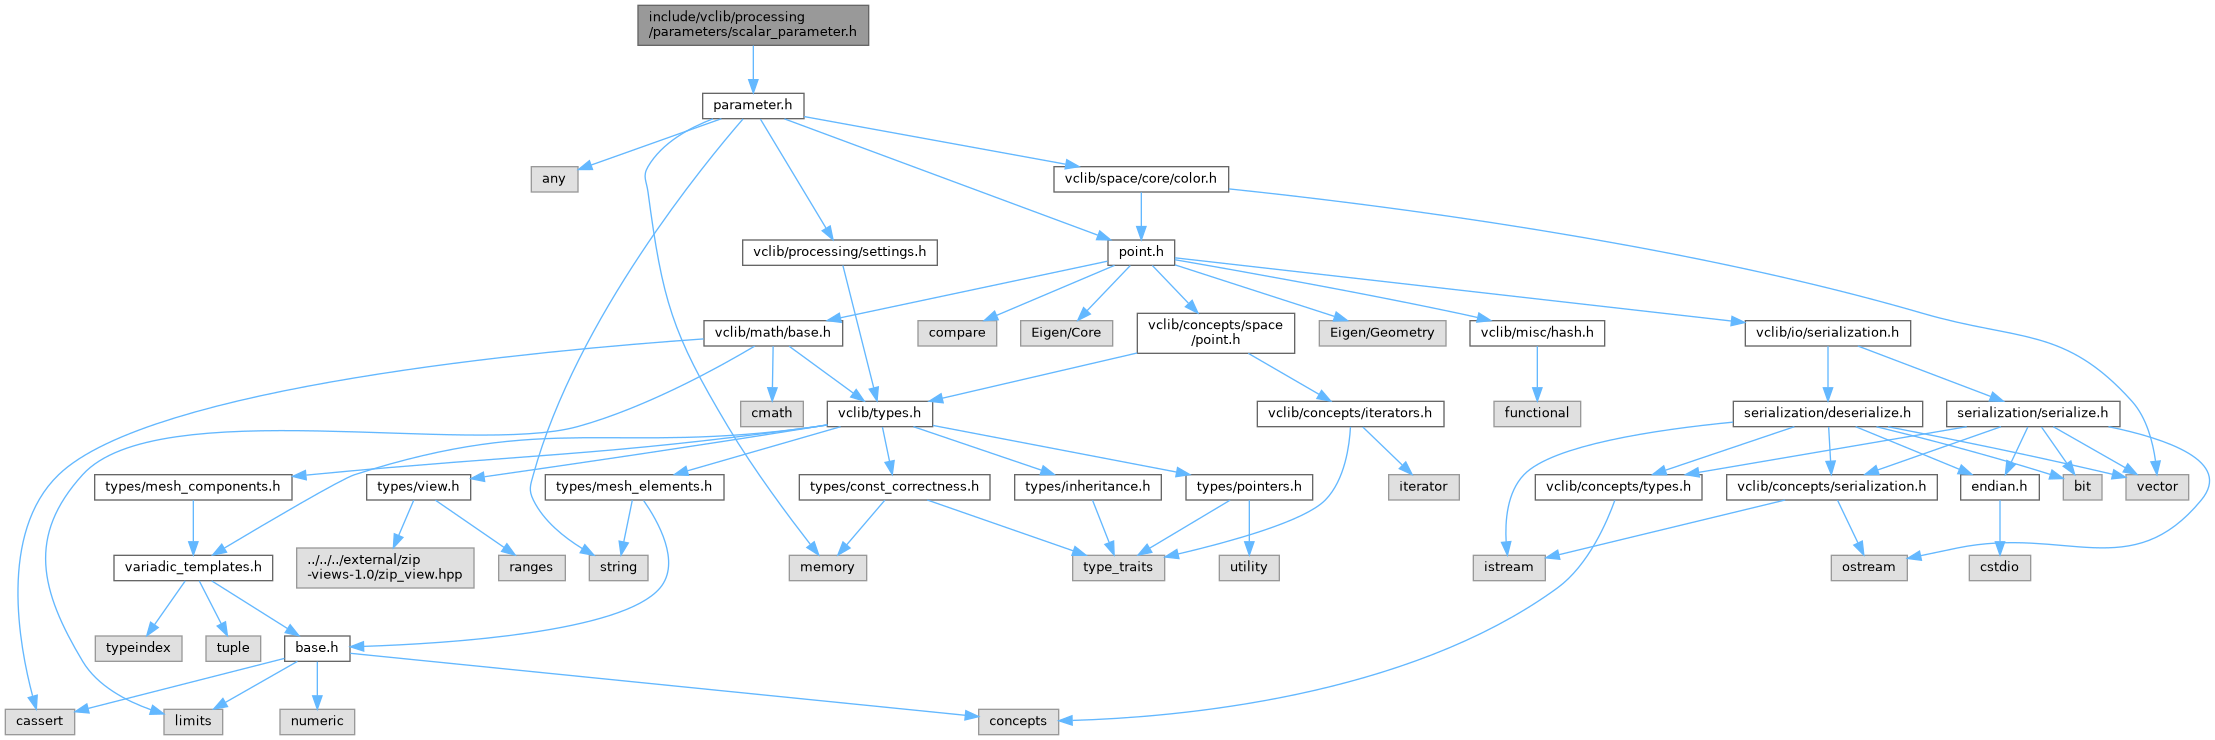 include/vclib/processing
/parameters/scalar_parameter.h
parameter.h
any
vclib/space/core/color.h
vclib/processing/settings.h
point.h
vclib/math/base.h
compare
Eigen/Core
vclib/concepts/space
/point.h
Eigen/Geometry
vclib/misc/hash.h
vclib/io/serialization.h
cmath
vclib/types.h
vclib/concepts/iterators.h
functional
serialization/deserialize.h
serialization/serialize.h
types/mesh_components.h
types/view.h
types/mesh_elements.h
types/const_correctness.h
types/inheritance.h
types/pointers.h
iterator
vclib/concepts/types.h
vclib/concepts/serialization.h
endian.h
bit
vector
variadic_templates.h
../../../external/zip
-views-1.0/zip_view.hpp
ranges
string
memory
type_traits
utility
istream
ostream
cstdio
typeindex
tuple
base.h
cassert
limits
numeric
concepts